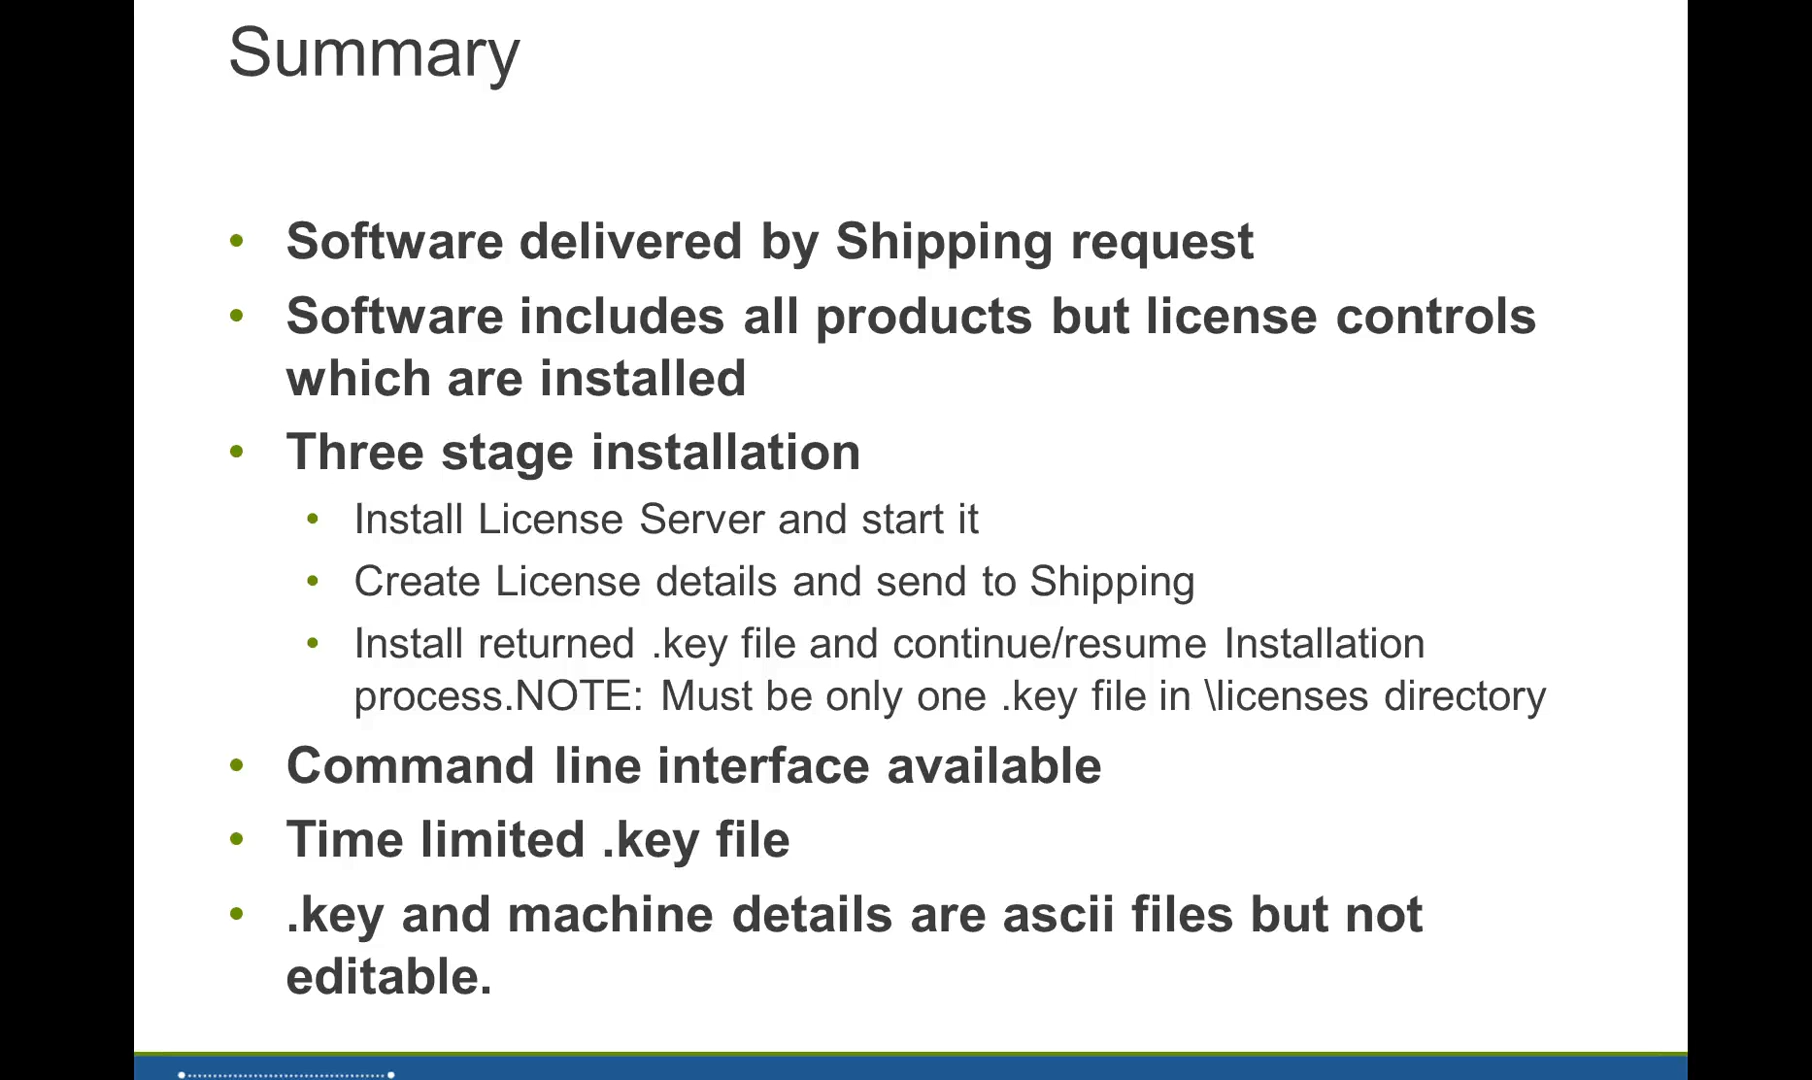 Summary
• Software delivered by Shipping request
• Software includes all products but license controls
which are installed
• Three stage installation
• Install License Server and start it
• Create License details and send to Shipping
• Install returned .key file and continue/resume Installation
process.NOTE: Must be only one .key file in \licenses directory
• Command line interface available
• Time limited .key file
• .key and machine details are ascii files but not
editable.